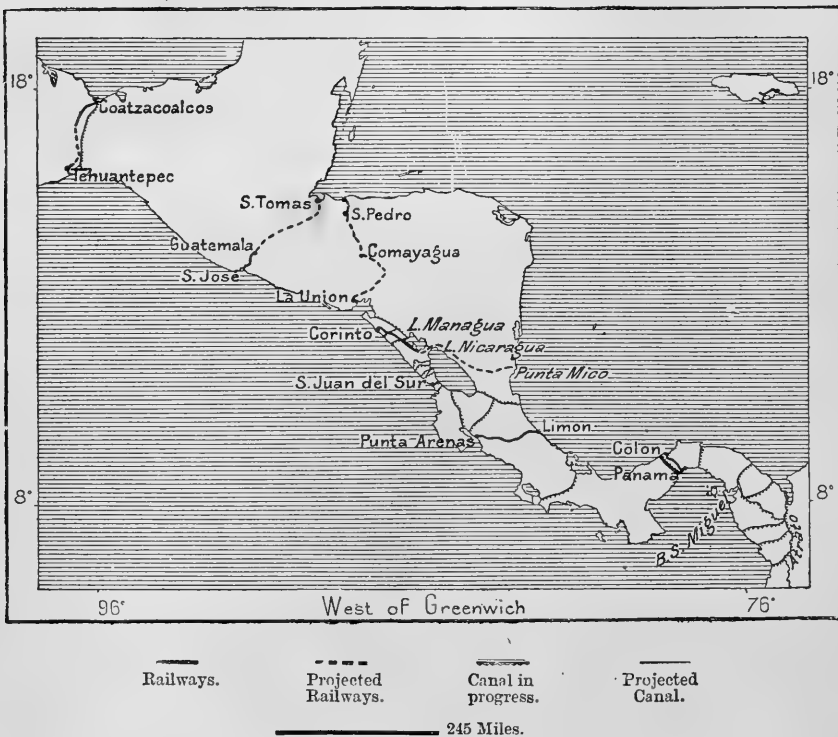 18°
18°
Coatzacoalcos
Tehuantepec
S. Tomas
S. Pedro
Guatemala
Comayagua
S. José
La Union
L. Managua
Corinto
L. Nicaragua
Punta Mico
S. Juan del Sur
Limon
Punta-Arenas
Colon
Panama
B. S. Miguel
8°
8°
96°
West of Greenwich
76°
Railways.
Projected
Railways.
Canal in
progress.
Projected
Canal.
245 Miles.